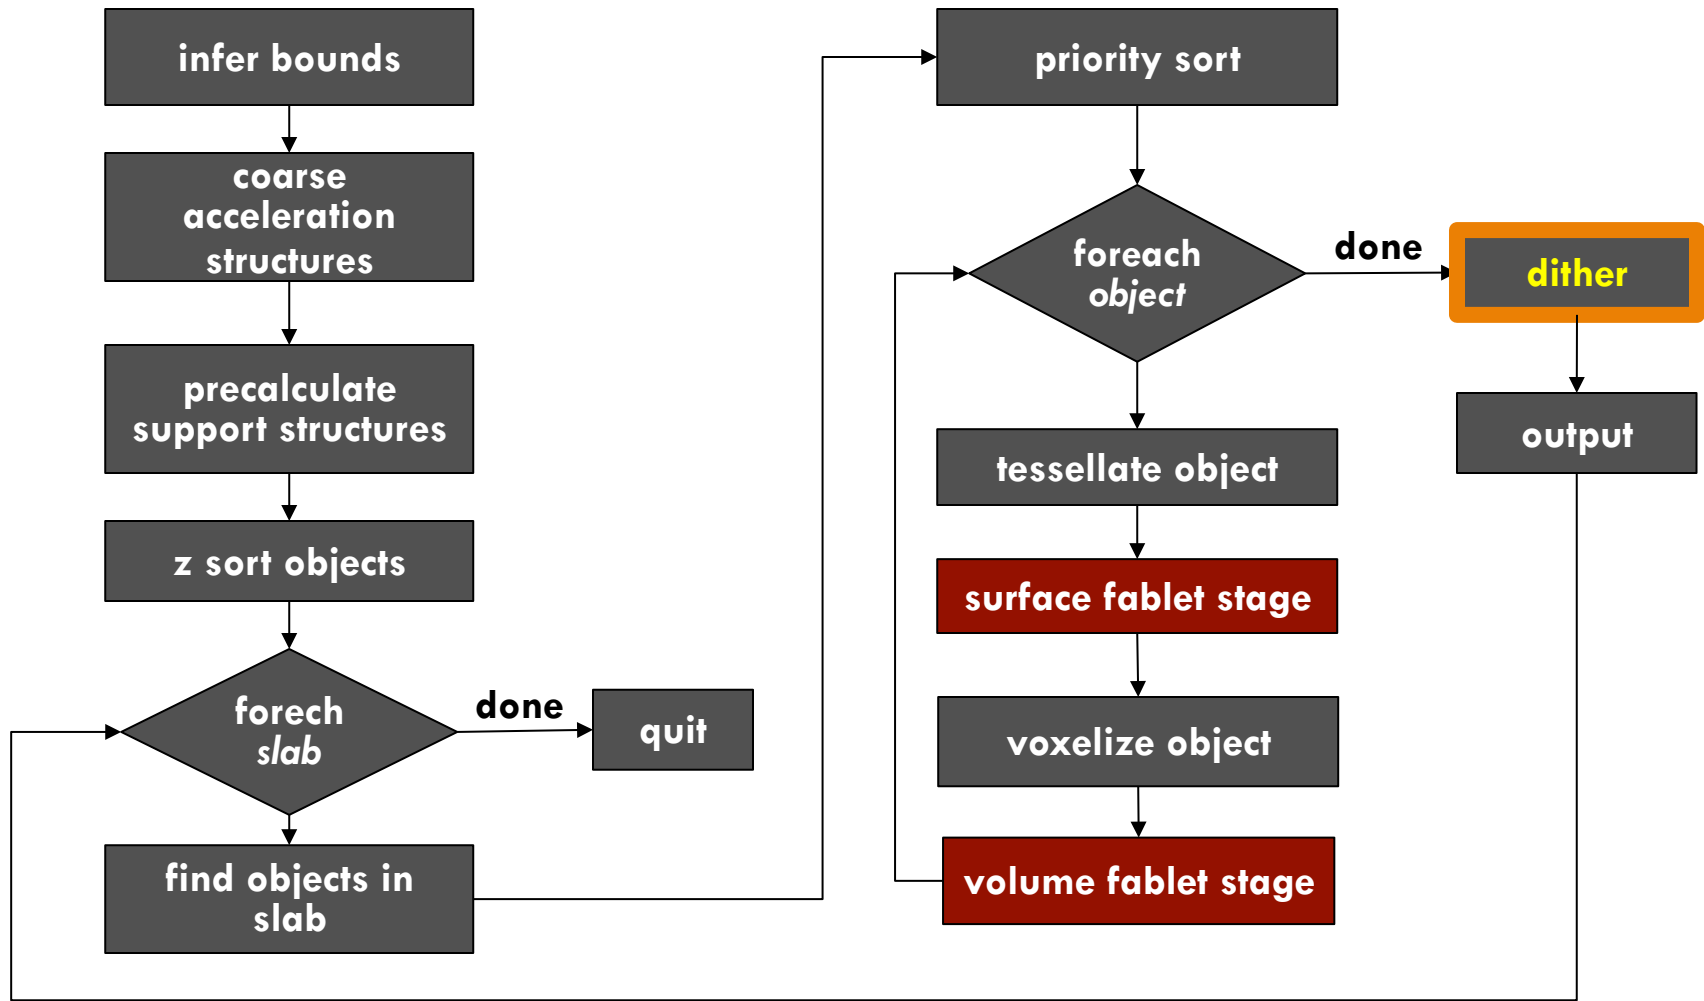 infer bounds
coarse
acceleration
structures
precalculate
support structures
z sort objects
forech
slab
done
quit
find objects in
slab
priority sort
foreach
object
done
dither
output
tessellate object
surface fablet stage
voxelize object
volume fablet stage